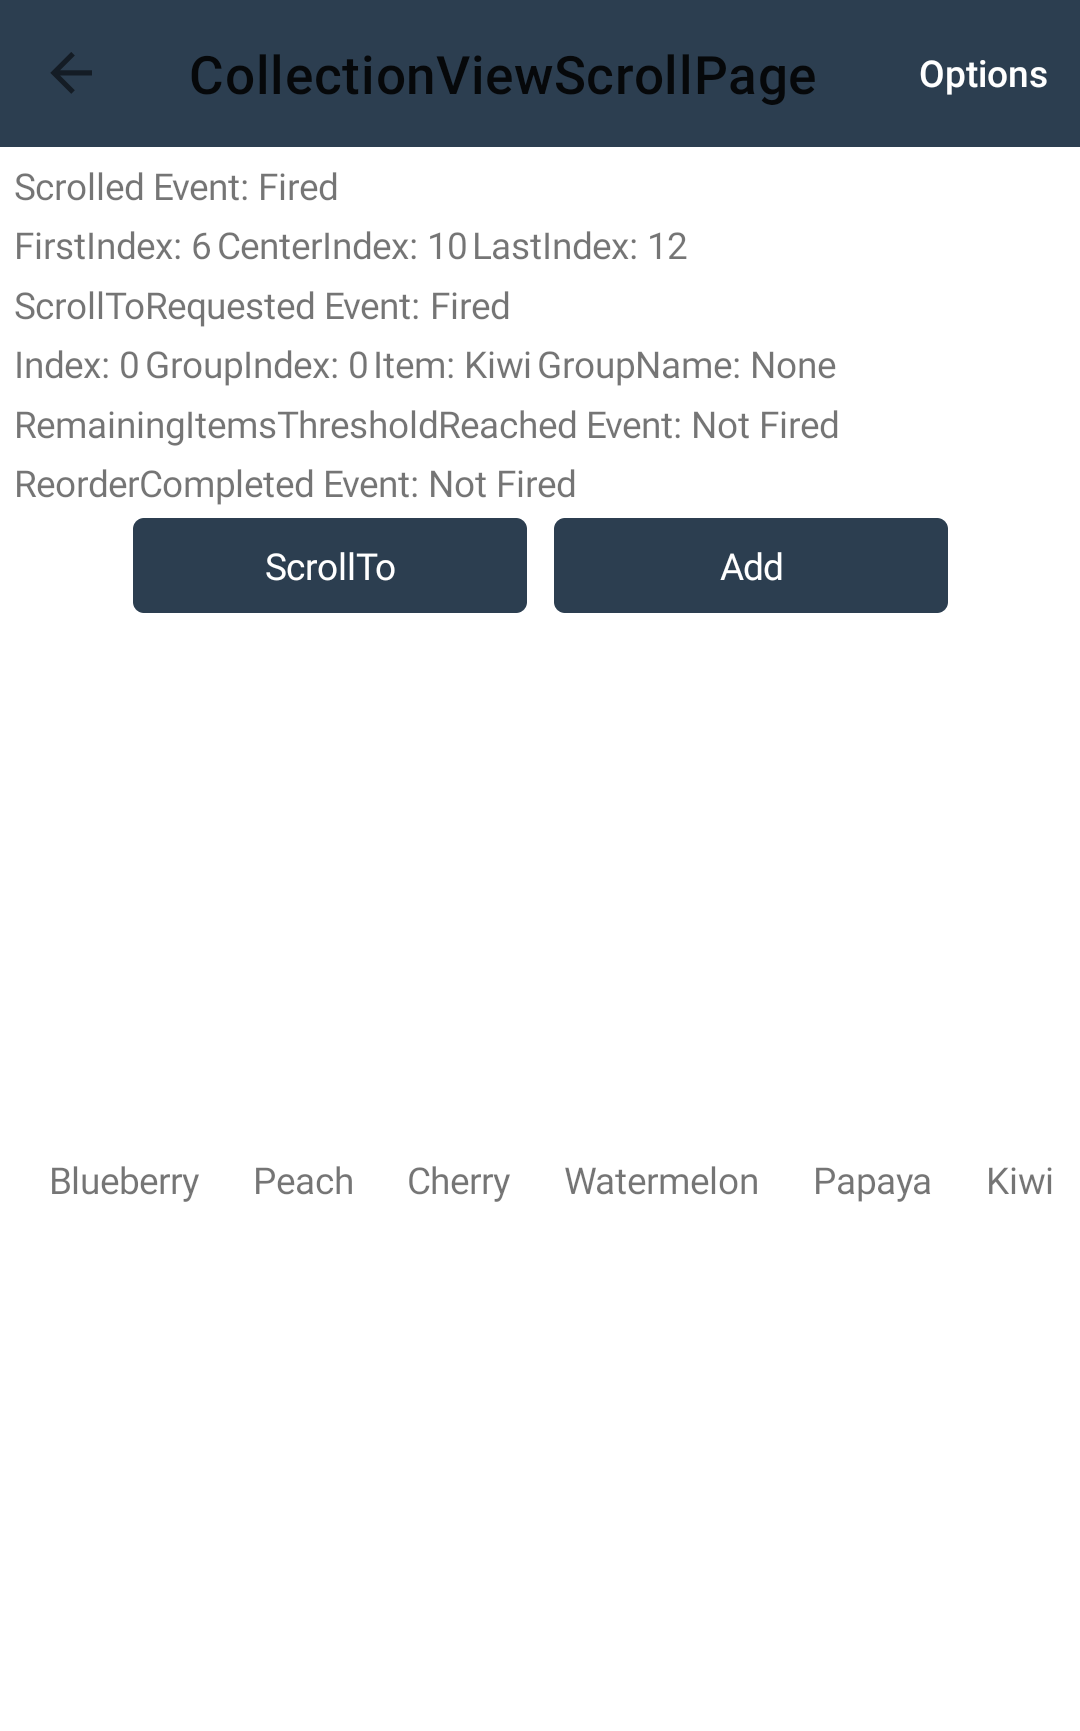 CollectionViewScrollPage Options
Scrolled Event: Fired
FirstIndex: 6 CenterIndex: 10 LastIndex: 12
ScrollToRequested Event: Fired
Index: 0 GroupIndex: 0 Item: Kiwi GroupName: None
RemainingItemsThresholdReached Event: Not Fired
ReorderCompleted Event: Not Fired
ScrollTo Add
Blueberry Peach Cherry Watermelon Papaya Kiwi